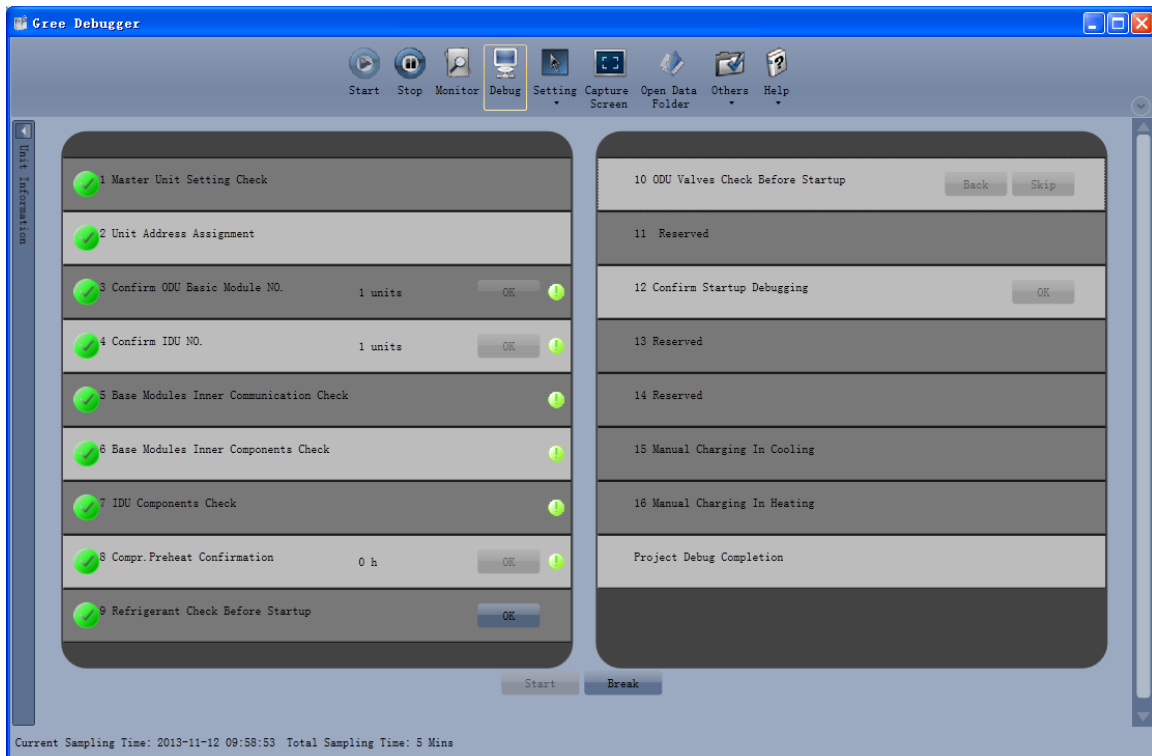 Gree Debugger
Start Stop Monitor Debug Setting Capture Screen Open Data Folder Others Help
Unit Information
1 Master Unit Setting Check
2 Unit Address Assignment
3 Confirm ODU Basic Module NO. 1 units OK
4 Confirm IDU NO. 1 units OK
5 Base Modules Inner Communication Check
6 Base Modules Inner Components Check
7 IDU Components Check
8 Compr.Preheat Confirmation 0 h OK
9 Refrigerant Check Before Startup OK
10 ODU Valves Check Before Startup Back Skip
11 Reserved
12 Confirm Startup Debugging OK
13 Reserved
14 Reserved
15 Manual Charging In Cooling
16 Manual Charging In Heating
Project Debug Completion
Start Break
Current Sampling Time: 2013-11-12 09:58:53 Total Sampling Time: 5 Mins